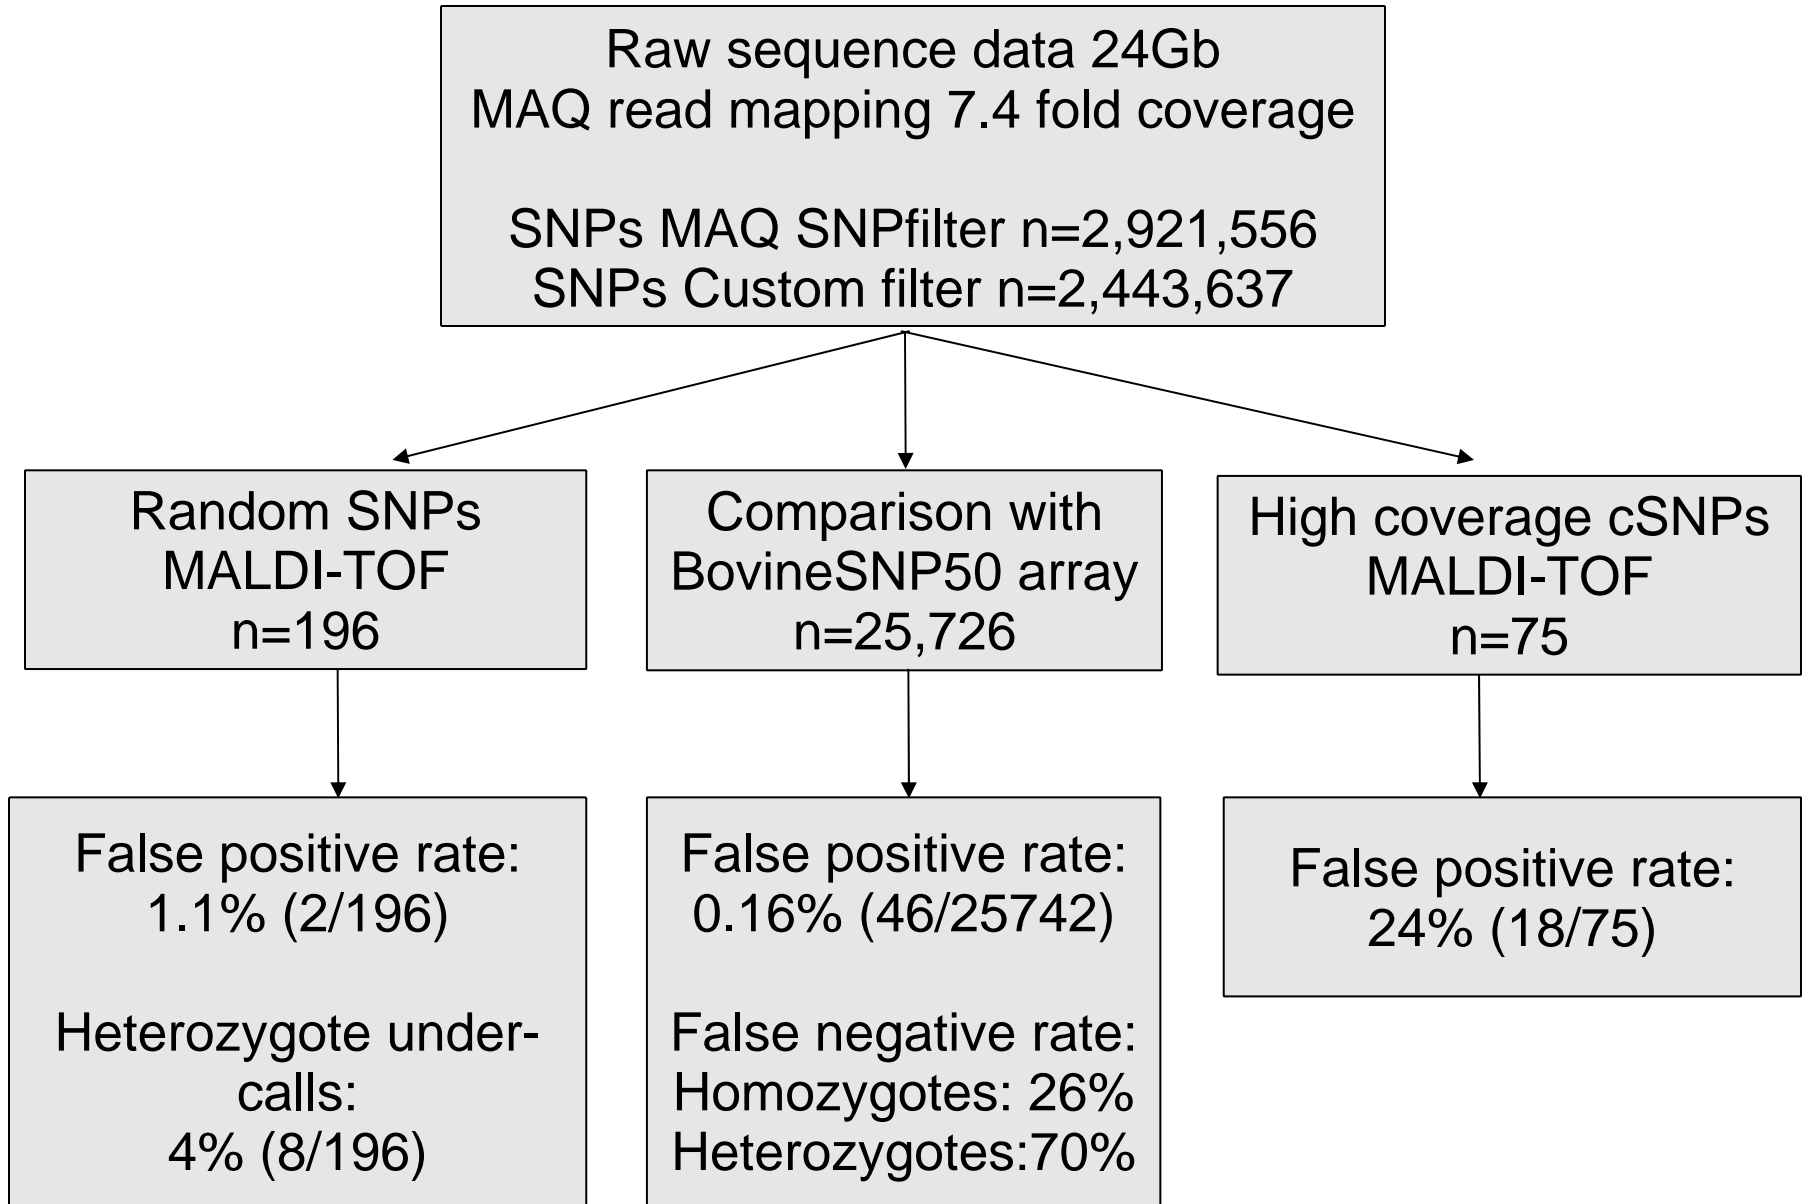 Raw sequence data 24Gb
MAQ read mapping 7.4 fold coverage
SNPs MAQ SNPfilter n=2,921,556
SNPs Custom filter n=2,443,637
Random SNPs
MALDI-TOF
n=196
Comparison with
BovineSNP50 array
n=25,726
High coverage cSNPs
MALDI-TOF
n=75
False positive rate:
1.1% (2/196)
Heterozygote under-
calls:
4% (8/196)
False positive rate:
0.16% (46/25742)
False negative rate:
Homozygotes: 26%
Heterozygotes:70%
False positive rate:
24% (18/75)